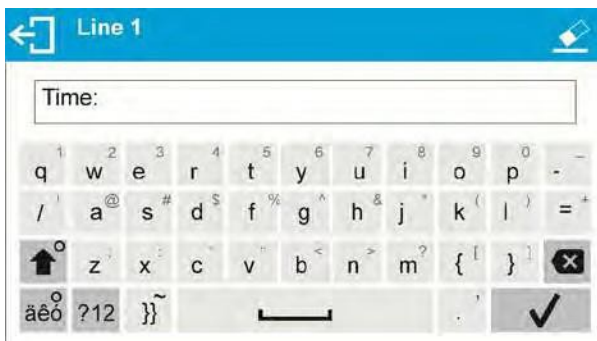 Line 1
Time:
1 2 3 4 5 6 7 8 9 0 _
q w e r t y u i o p -
@ # $ % ^ & * ( ) +
/ a s d f g h j k l =
: < > ? [ ]
z x c v b n m { }
~ '
äêó ?12 }} .